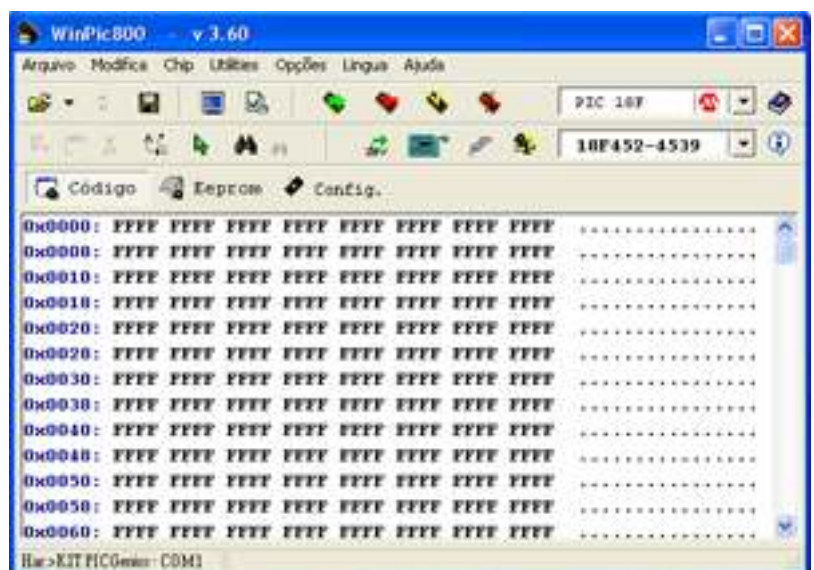 WinPic800 - v 3.60
Arquivo Modifica Chip Utilities Opções Lingua Ajuda
PIC 18F
18F452-4539
Código Eeprom Config.
0x0000: FFFF FFFF FFFF FFFF FFFF FFFF FFFF FFFF ................
0x0008: FFFF FFFF FFFF FFFF FFFF FFFF FFFF FFFF ................
0x0010: FFFF FFFF FFFF FFFF FFFF FFFF FFFF FFFF ................
0x0018: FFFF FFFF FFFF FFFF FFFF FFFF FFFF FFFF ................
0x0020: FFFF FFFF FFFF FFFF FFFF FFFF FFFF FFFF ................
0x0028: FFFF FFFF FFFF FFFF FFFF FFFF FFFF FFFF ................
0x0030: FFFF FFFF FFFF FFFF FFFF FFFF FFFF FFFF ................
0x0038: FFFF FFFF FFFF FFFF FFFF FFFF FFFF FFFF ................
0x0040: FFFF FFFF FFFF FFFF FFFF FFFF FFFF FFFF ................
0x0048: FFFF FFFF FFFF FFFF FFFF FFFF FFFF FFFF ................
0x0050: FFFF FFFF FFFF FFFF FFFF FFFF FFFF FFFF ................
0x0058: FFFF FFFF FFFF FFFF FFFF FFFF FFFF FFFF ................
0x0060: FFFF FFFF FFFF FFFF FFFF FFFF FFFF FFFF ................
Har>KIT PICGenios - COM1